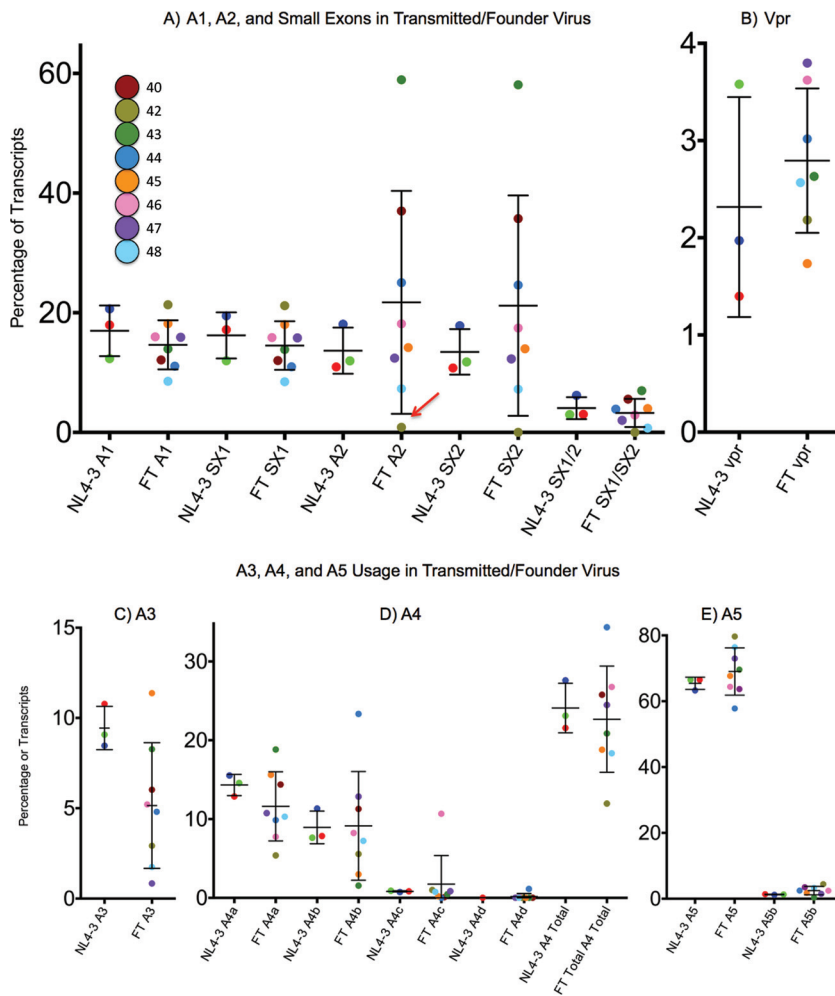 A) A1, A2, and Small Exons in Transmitted/Founder Virus
B) Vpr
Percentage of Transcripts
60
40
20
0
40
42
43
44
45
46
47
48
4
3
2
1
0
NL4-3 A1
FT A1
NL4-3 SX1
FT SX1
NL4-3 A2
FT A2
NL4-3 SX2
FT SX2
NL4-3 SX1/2
FT SX1/SX2
NL4-3 vpr
FT vpr
A3, A4, and A5 Usage in Transmitted/Founder Virus
C) A3
D) A4
E) A5
Percentage or Transcripts
15
10
5
0
30
20
10
0
80
60
40
20
0
NL4-3 A3
FT A3
NL4-3 A4a
FT A4a
NL4-3 A4b
FT A4b
NL4-3 A4c
FT A4c
NL4-3 A4d
FT A4d
NL4-3 A4 Total
FT Total A4 Total
NL4-3 A5
FT A5
NL4-3 A5b
FT A5b